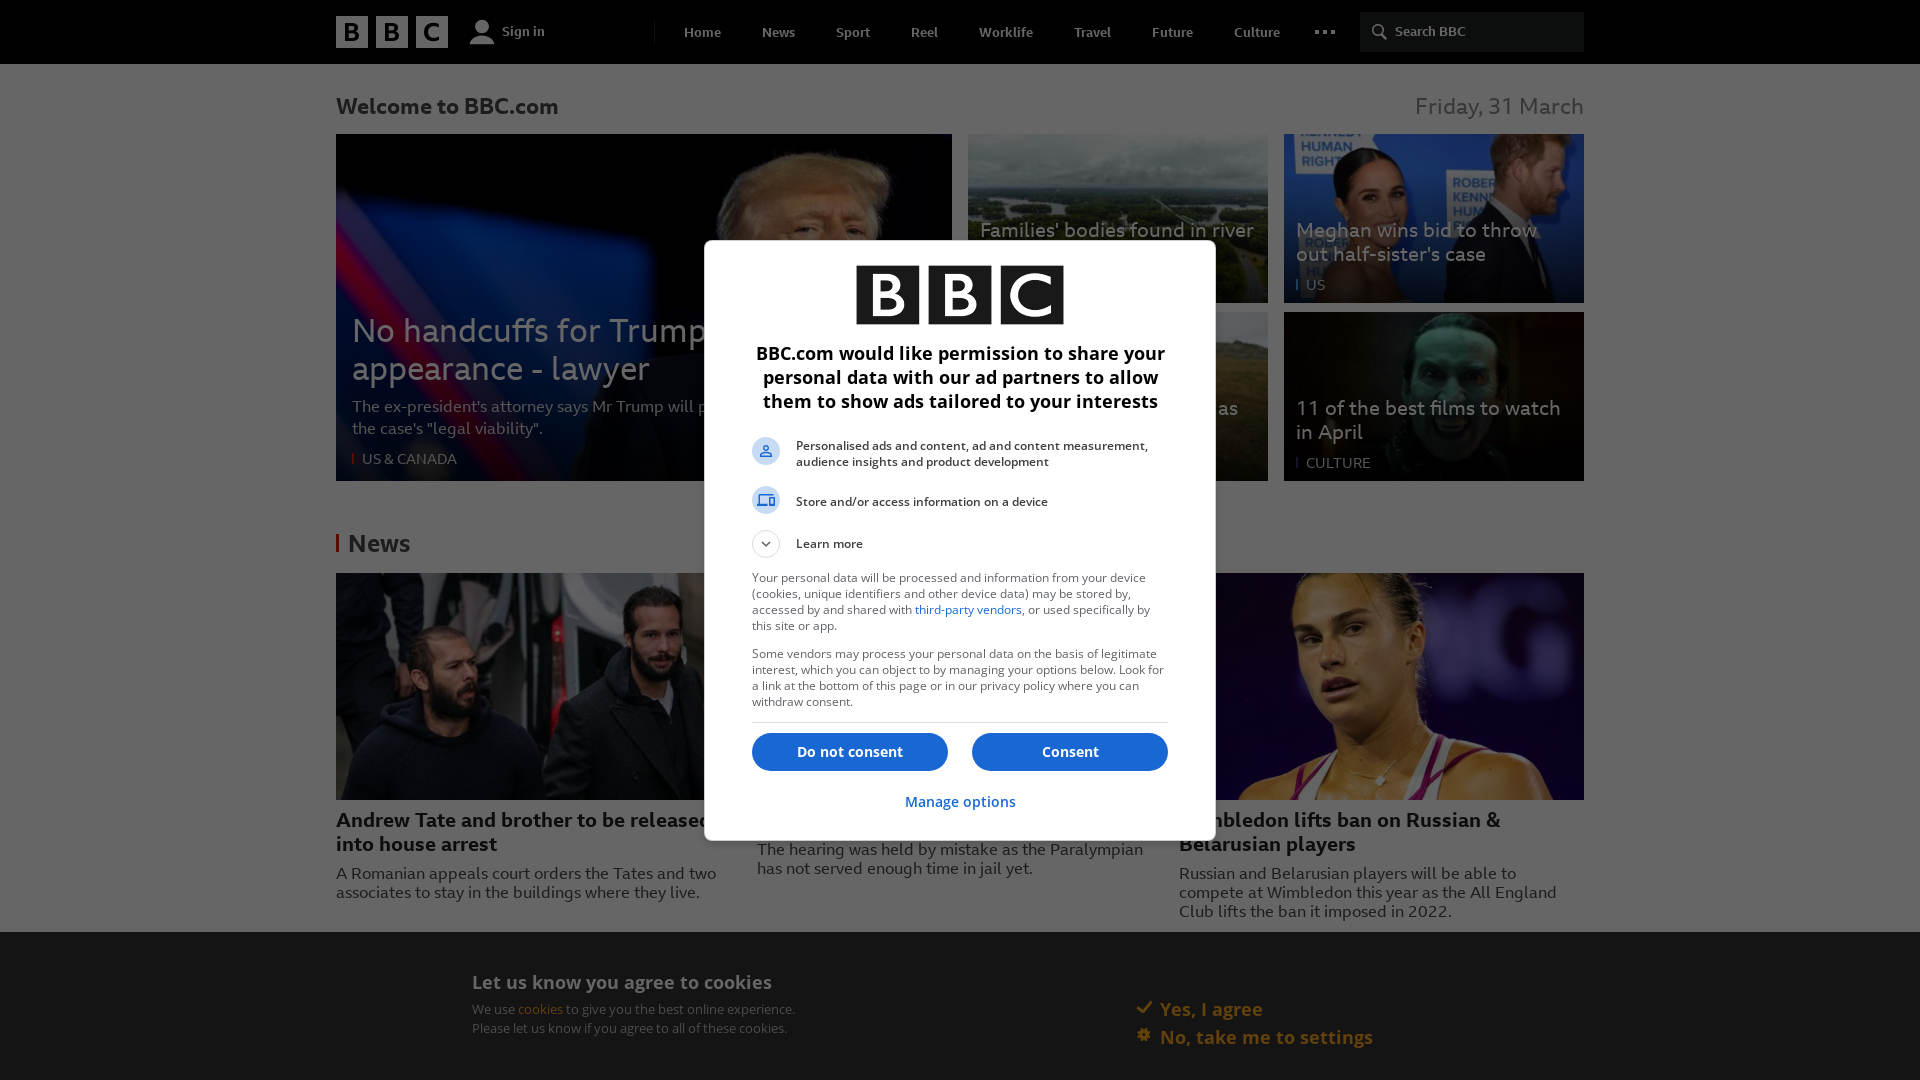 BBC
Sign in
Home
News
Sport
Reel
Worklife
Travel
Future
Culture
Search BBC
Welcome to BBC.com
Friday, 31 March
No handcuffs for Trump
appearance - lawyer
The ex-president's attorney says Mr Trump will
the case's "legal viability".
US & CANADA
Families' bodies found in river
KENNEDY
HUMAN
RIGHT
Meghan wins bid to throw
out half-sister's case
US
as
11 of the best films to watch
in April
CULTURE
BBC
BBC.com would like permission to share your
personal data with our ad partners to allow
them to show ads tailored to your interests
Personalised ads and content, ad and content measurement,
audience insights and product development
Store and/or access information on a device
Learn more
Your personal data will be processed and information from your device
(cookies, unique identifiers and other device data) may be stored by,
accessed by and shared with third-party vendors, or used specifically by
this site or app.
Some vendors may process your personal data on the basis of legitimate
interest, which you can object to by managing your options below. Look for
a link at the bottom of this page or in our privacy policy where you can
withdraw consent.
Do not consent
Consent
Manage options
News
Andrew Tate and brother to be released
into house arrest
A Romanian appeals court orders the Tates and two
associates to stay in the buildings where they live.
The hearing was held by mistake as the Paralympian
has not served enough time in jail yet.
Wimbledon lifts ban on Russian &
Belarusian players
Russian and Belarusian players will be able to
compete at Wimbledon this year as the All England
Club lifts the ban it imposed in 2022.
Let us know you agree to cookies
We use cookies to give you the best online experience.
Please let us know if you agree to all of these cookies.
Yes, I agree
No, take me to settings